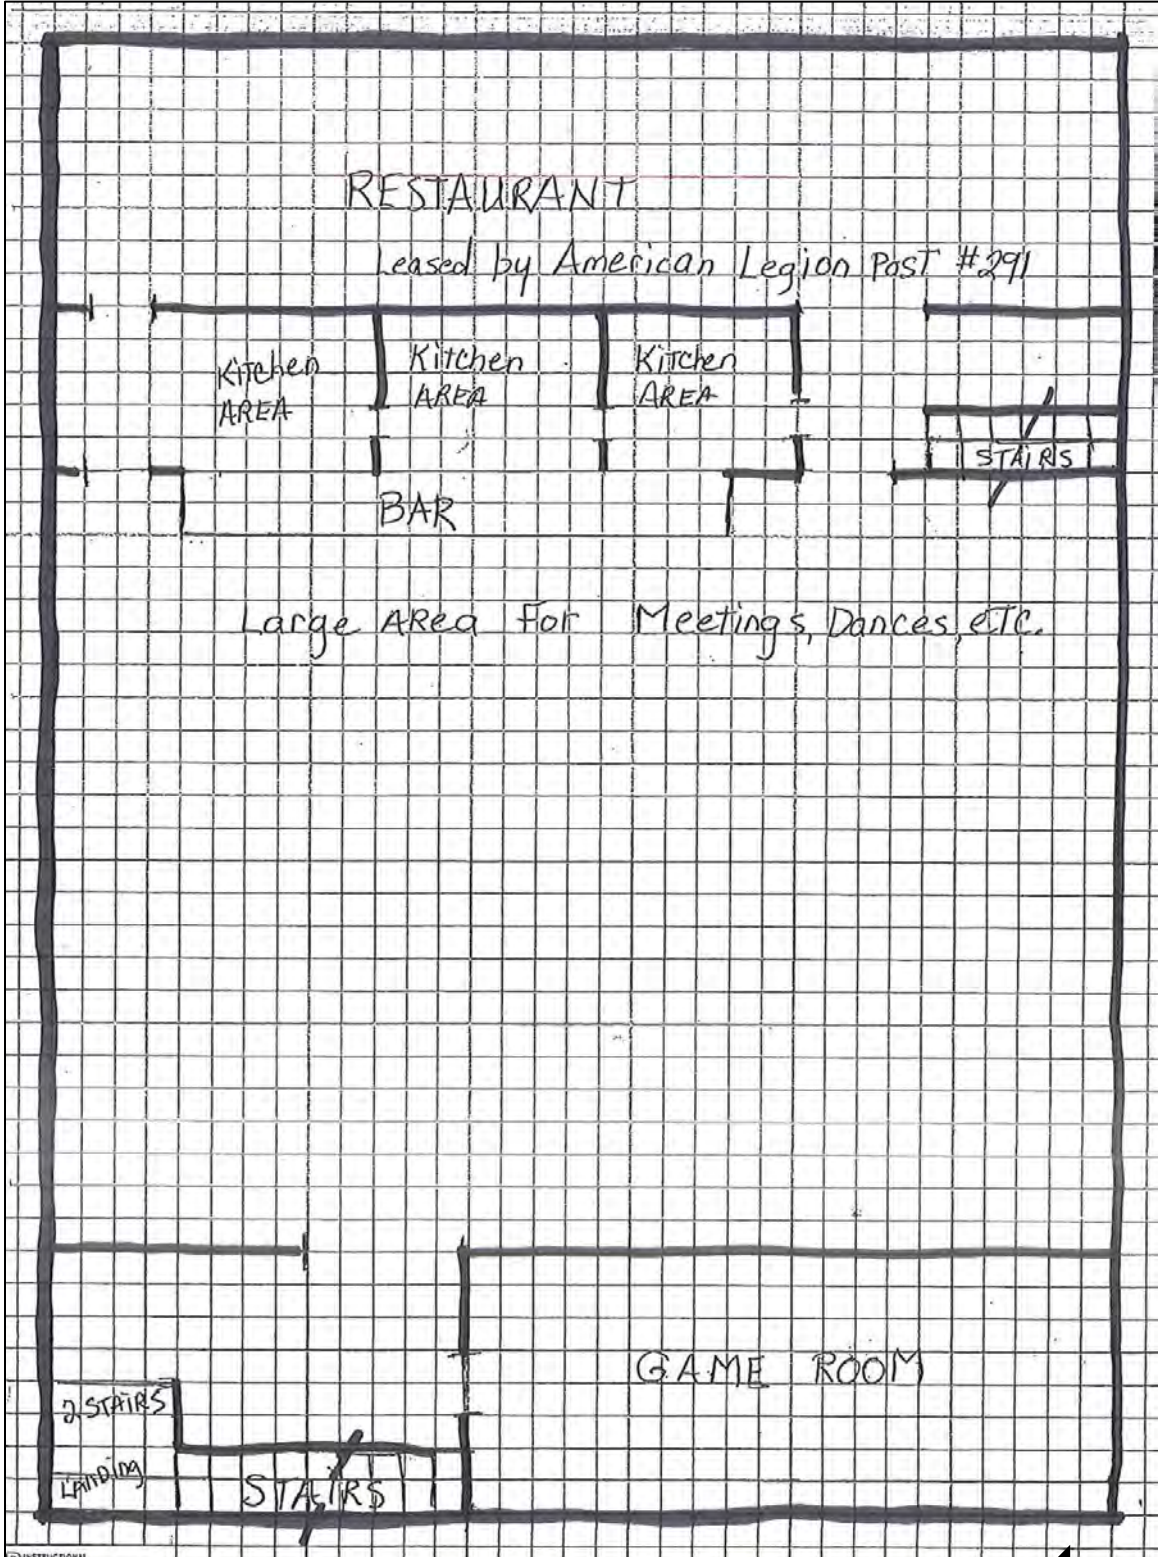 RESTAURANT
Leased by American Legion Post #291
Kitchen
AREA
Kitchen
AREA
Kitchen
AREA
STAIRS
BAR
Large Area For Meetings, Dances, etc.
GAME ROOM
2 STAIRS
Landing
STAIRS